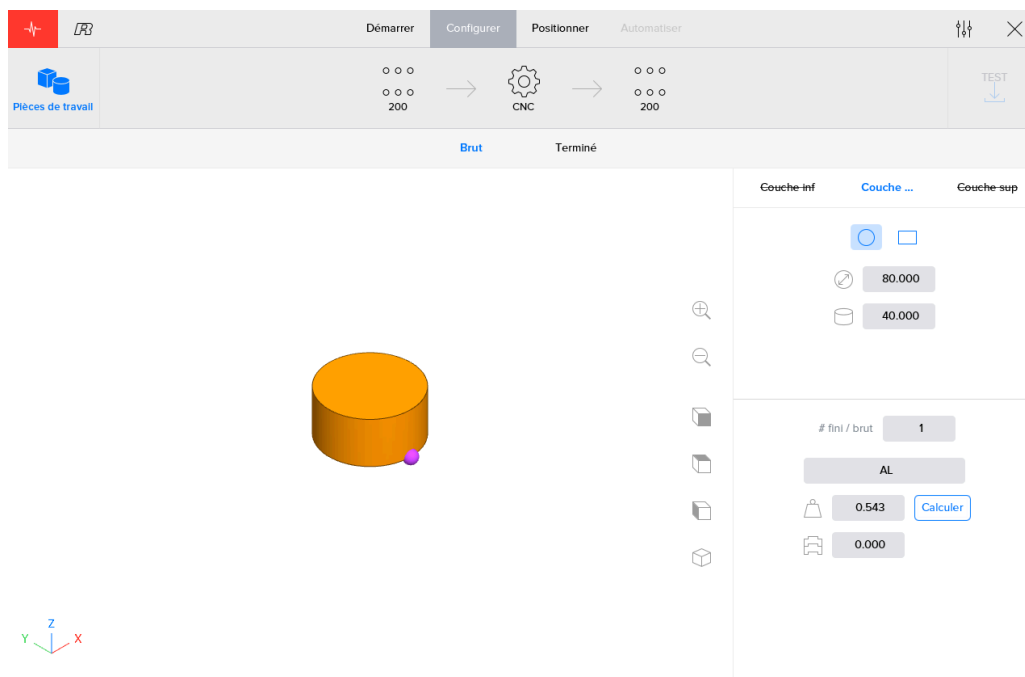 Démarrer Configurer Positionner Automatiser
Pièces de travail 200 CNC 200 TEST
Brut Terminé
Couche inf Couche ... Couche sup
80.000
40.000
# fini / brut 1
AL
0.543 Calculer
0.000
Z
Y X